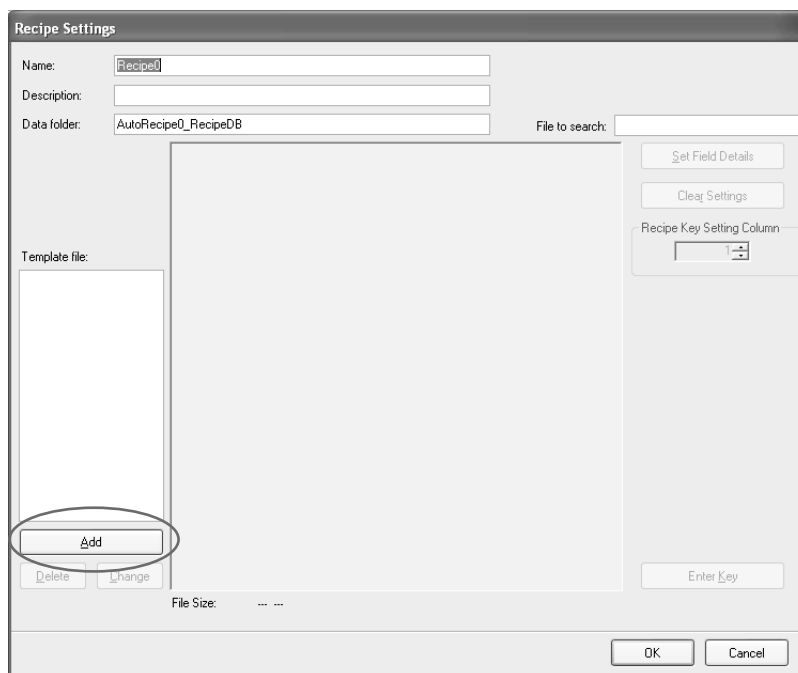 Recipe Settings
Name: Recipe0
Description:
Data folder: AutoRecipe0_RecipeDB File to search:
Set Field Details
Clear Settings
Recipe Key Setting Column
1
Template file:
Add
Delete Change
Enter Key
File Size: --- ---
OK Cancel